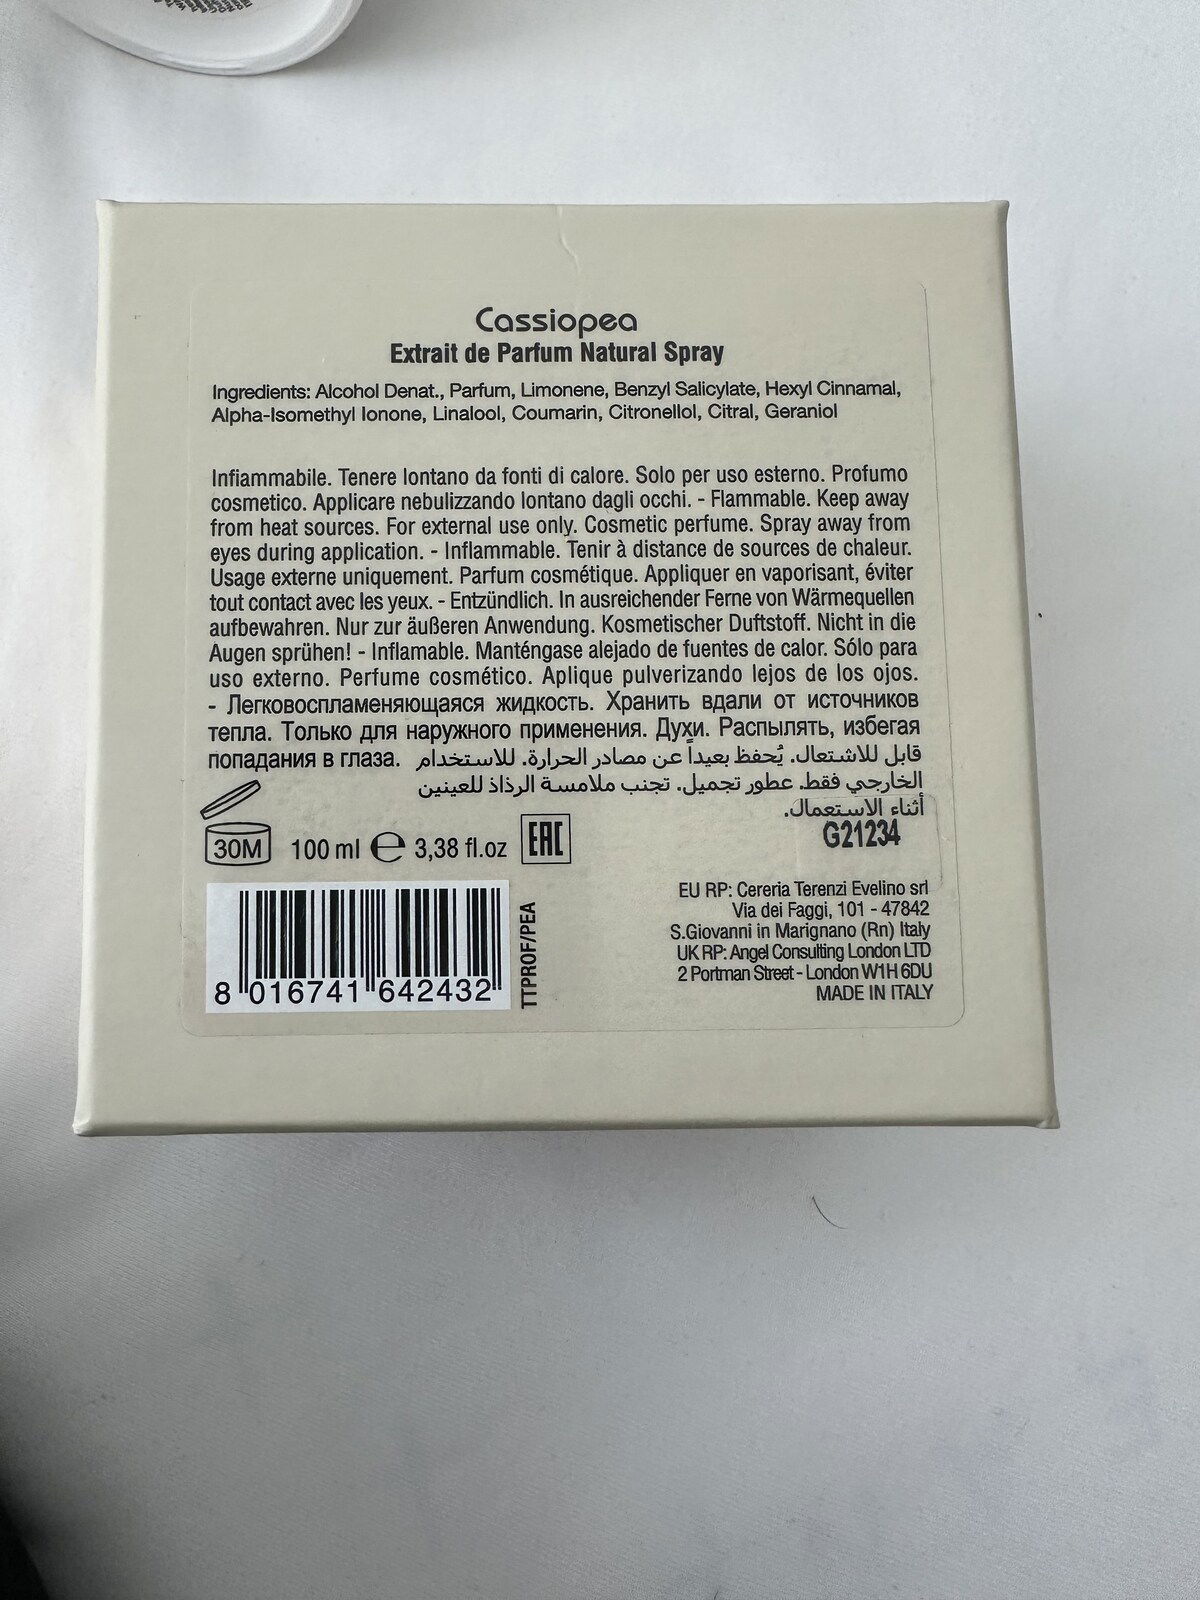 Cassiopea
Extrait de Parfum Natural Spray
Ingredients: Alcohol Denat., Parfum, Limonene, Benzyl Salicylate, Hexyl Cinnamal,
Alpha-Isomethyl Ionone, Linalool, Coumarin, Citronellol, Citral, Geraniol
Infiammabile. Tenere lontano da fonti di calore. Solo per uso esterno. Profumo
cosmetico. Applicare nebulizzando lontano dagli occhi. - Flammable. Keep away
from heat sources. For external use only. Cosmetic perfume. Spray away from
eyes during application. - Inflammable. Tenir à distance de sources de chaleur.
Usage externe uniquement. Parfum cosmétique. Appliquer en vaporisant, éviter
tout contact avec les yeux. - Entzündlich. In ausreichender Ferne von Wärmequellen
aufbewahren. Nur zur äußeren Anwendung. Kosmetischer Duftstoff. Nicht in die
Augen sprühen! - Inflamable. Manténgase alejado de fuentes de calor. Sólo para
uso externo. Perfume cosmético. Aplique pulverizando lejos de los ojos.
- Легковоспламеняющаяся жидкость. Хранить вдали от источников
тепла. Только для наружного применения. Духи. Распылять, избегая
попадания в глаза. قابل للاشتعال. يُحفظ بعيداً عن مصادر الحرارة. للاستخدام
الخارجي فقط. عطور تجميل. تجنب ملامسة الرذاذ للعينين
أثناء الاستعمال.
G21234
30M 100 ml e 3,38 fl.oz EAC
8 016741 642432
TTPROF/PEA
EU RP: Cereria Terenzi Evelino srl
Via dei Faggi, 101 - 47842
S.Giovanni in Marignano (Rn) Italy
UK RP: Angel Consulting London LTD
2 Portman Street - London W1H 6DU
MADE IN ITALY